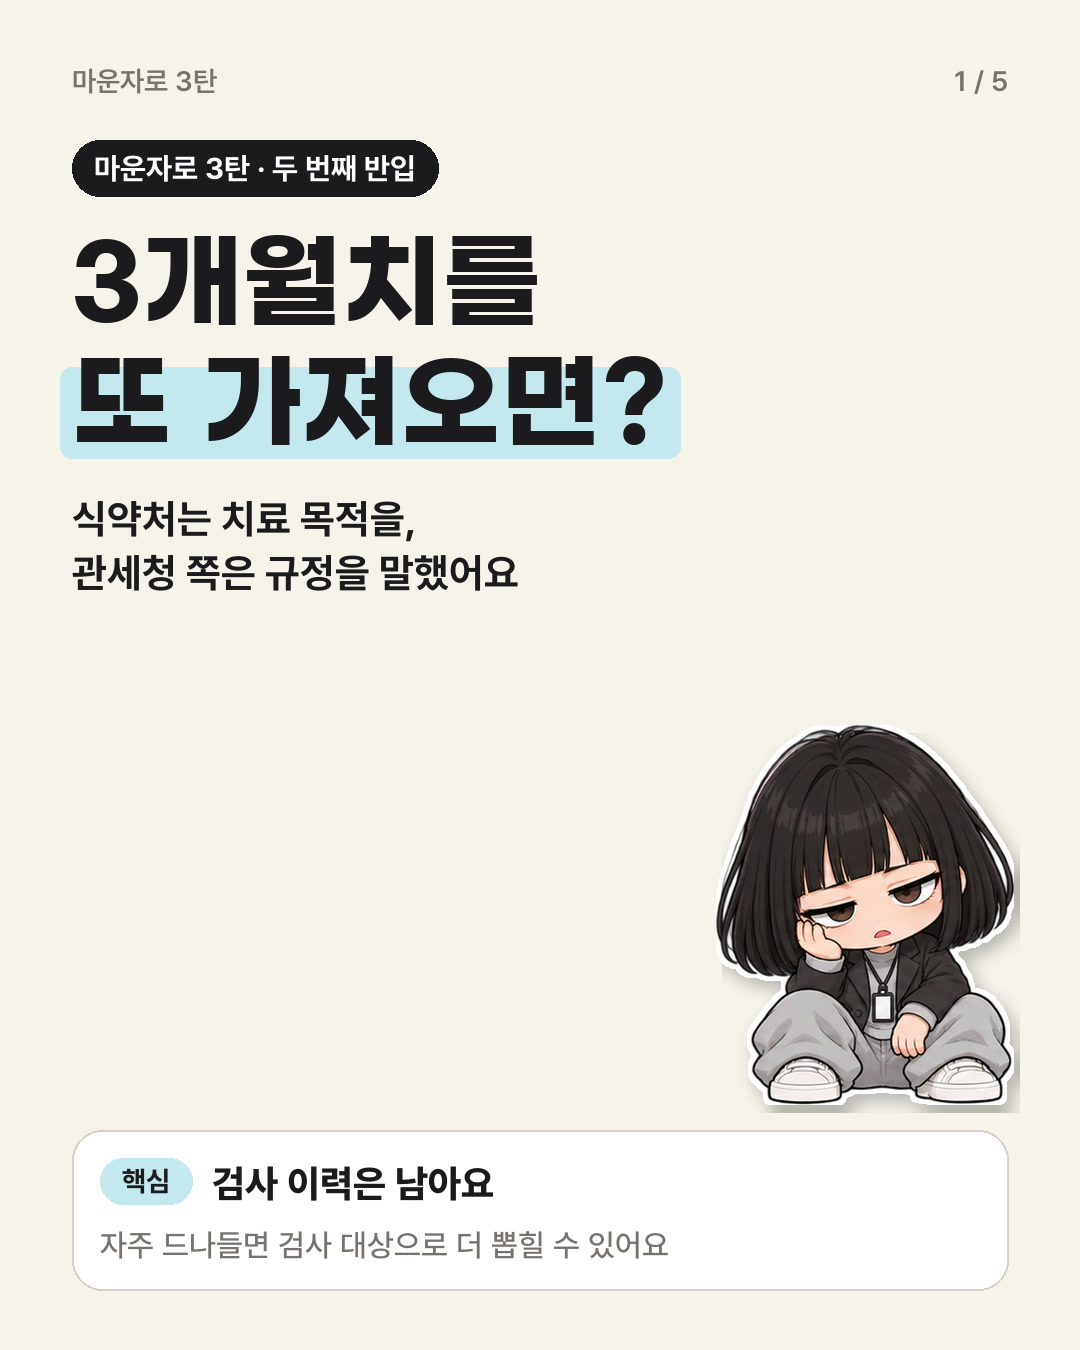 마운자로 3탄
1 / 5
마운자로 3탄 · 두 번째 반입
3개월치를
또 가져오면?
식약처는 치료 목적을,
관세청 쪽은 규정을 말했어요
핵심 검사 이력은 남아요
자주 드나들면 검사 대상으로 더 뽑힐 수 있어요